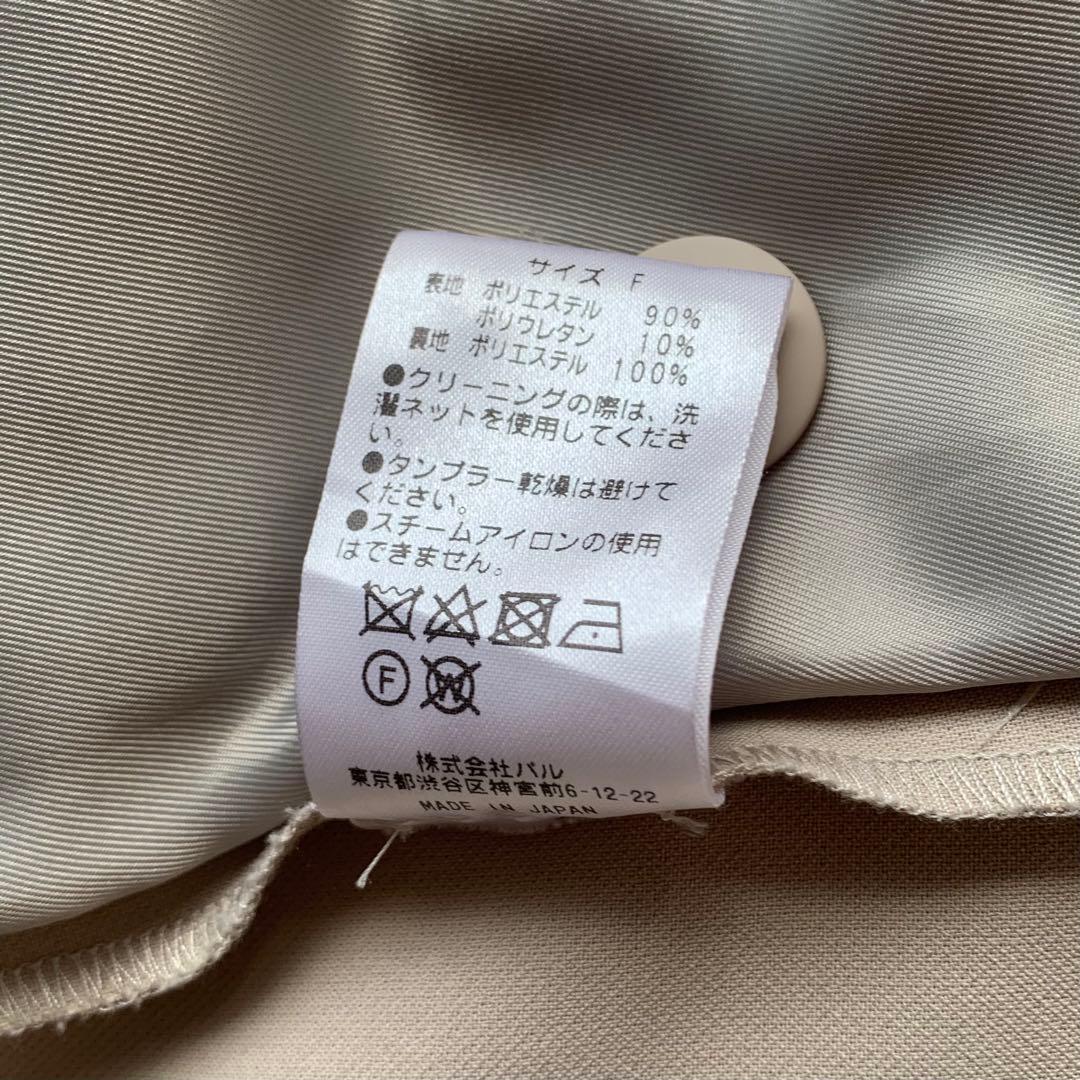 サイズ F
表地 ポリエステル 90%
ポリウレタン 10%
裏地 ポリエステル 100%
●クリーニングの際は、洗
濯ネットを使用してくださ
い。
●タンブラー乾燥は避けて
ください。
●スチームアイロンの使用
はできません。
F W
株式会社パル
東京都渋谷区神宮前6-12-22
MADE IN JAPAN